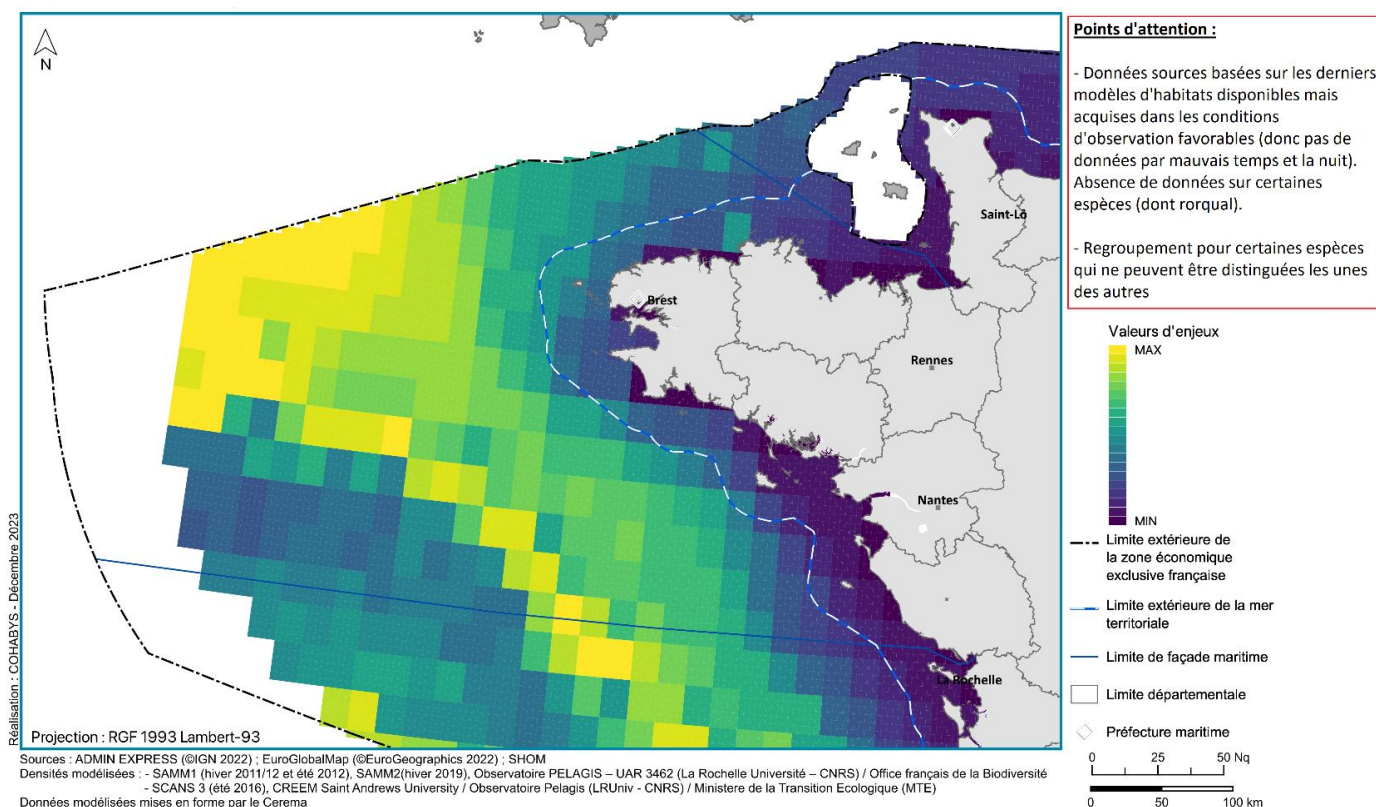 N
Points d'attention :
- Données sources basées sur les derniers
modèles d'habitats disponibles mais
acquises dans les conditions
d'observation favorables (donc pas de
données par mauvais temps et la nuit).
Absence de données sur certaines
espèces (dont rorqual).
- Regroupement pour certaines espèces
qui ne peuvent être distinguées les unes
des autres
Saint-Lô
Brest
Rennes
Nantes
La Rochelle
Valeurs d'enjeux
MAX
MIN
Limite extérieure de
la zone économique
exclusive française
Limite extérieure de la mer
territoriale
Limite de façade maritime
Limite départementale
Préfecture maritime
0 25 50 Nq
0 50 100 km
Réalisation : COHABYS - Décembre 2023
Projection : RGF 1993 Lambert-93
Sources : ADMIN EXPRESS (©IGN 2022) ; EuroGlobalMap (©EuroGeographics 2022) ; SHOM
Densités modélisées : - SAMM1 (hiver 2011/12 et été 2012), SAMM2(hiver 2019), Observatoire PELAGIS – UAR 3462 (La Rochelle Université – CNRS) / Office français de la Biodiversité
- SCANS 3 (été 2016), CREEM Saint Andrews University / Observatoire Pelagis (LRUniv - CNRS) / Ministere de la Transition Ecologique (MTE)
Données modélisées mises en forme par le Cerema